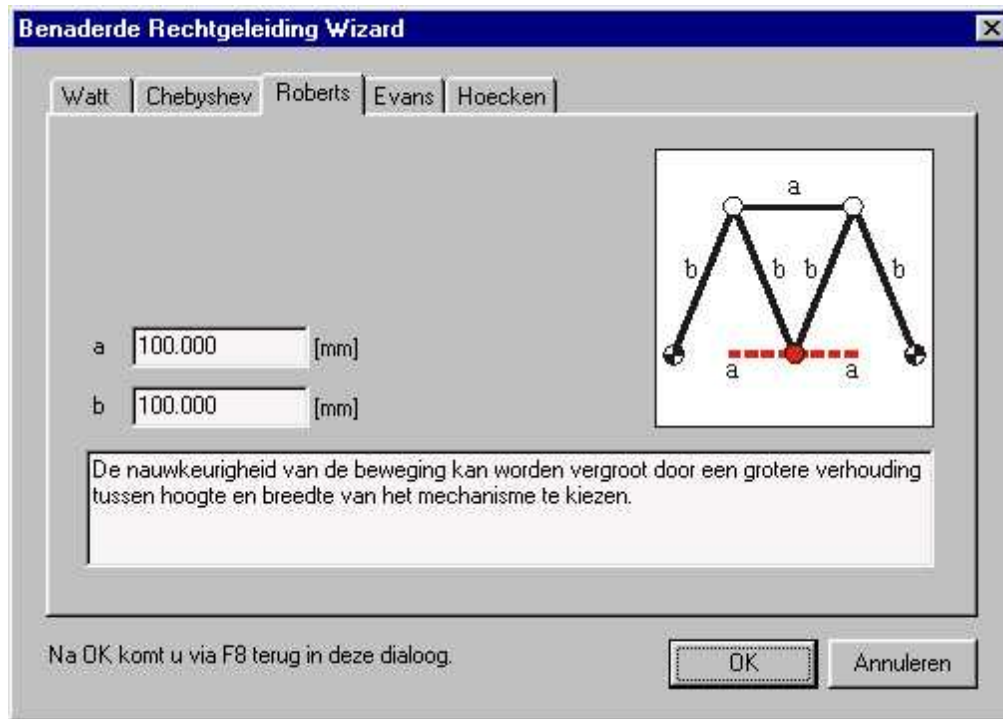 Benaderde Rechtgeleiding Wizard
Watt Chebyshev Roberts Evans Hoecken
a
b b b b
a a
a 100.000 [mm]
b 100.000 [mm]
De nauwkeurigheid van de beweging kan worden vergroot door een grotere verhouding
tussen hoogte en breedte van het mechanisme te kiezen.
Na OK komt u via F8 terug in deze dialoog.
OK Annuleren